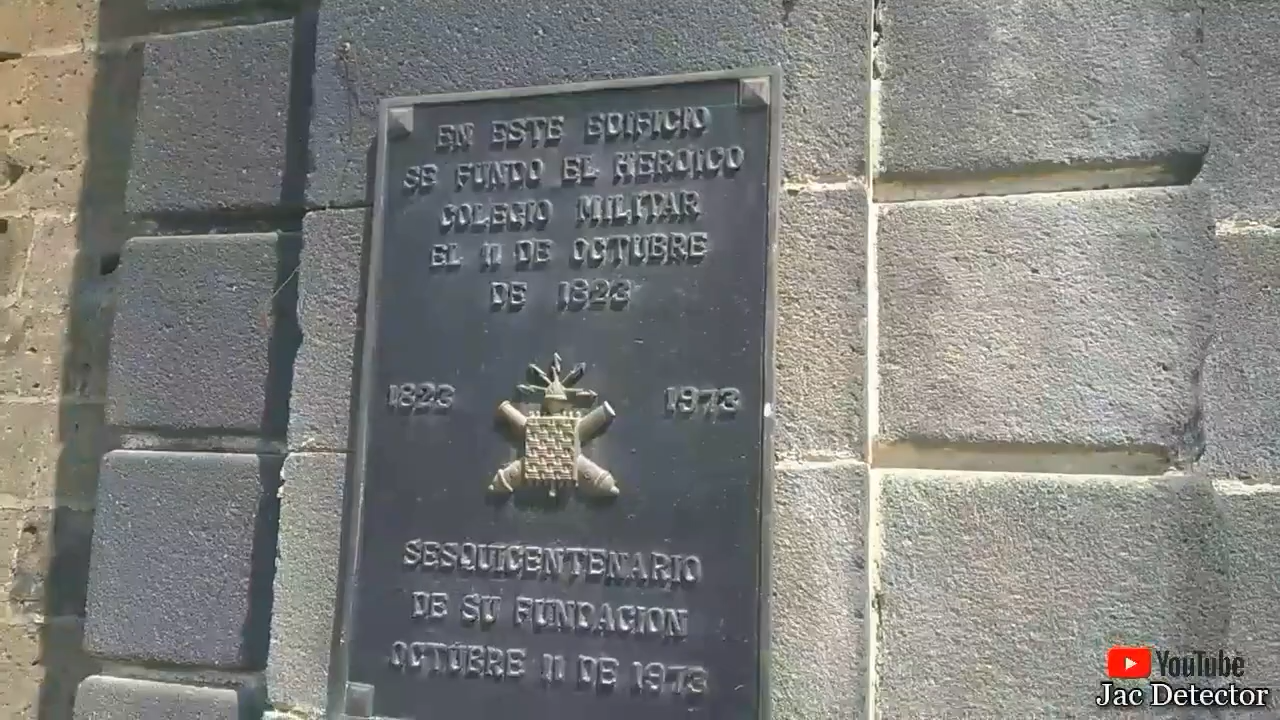 EN ESTE EDIFICIO
SE FUNDO EL HEROICO
COLEGIO MILITAR
EL 11 DE OCTUBRE
DE 1823
1823 1973
SESQUICENTENARIO
DE SU FUNDACION
OCTUBRE 11 DE 1973
YouTube
Jac Detector